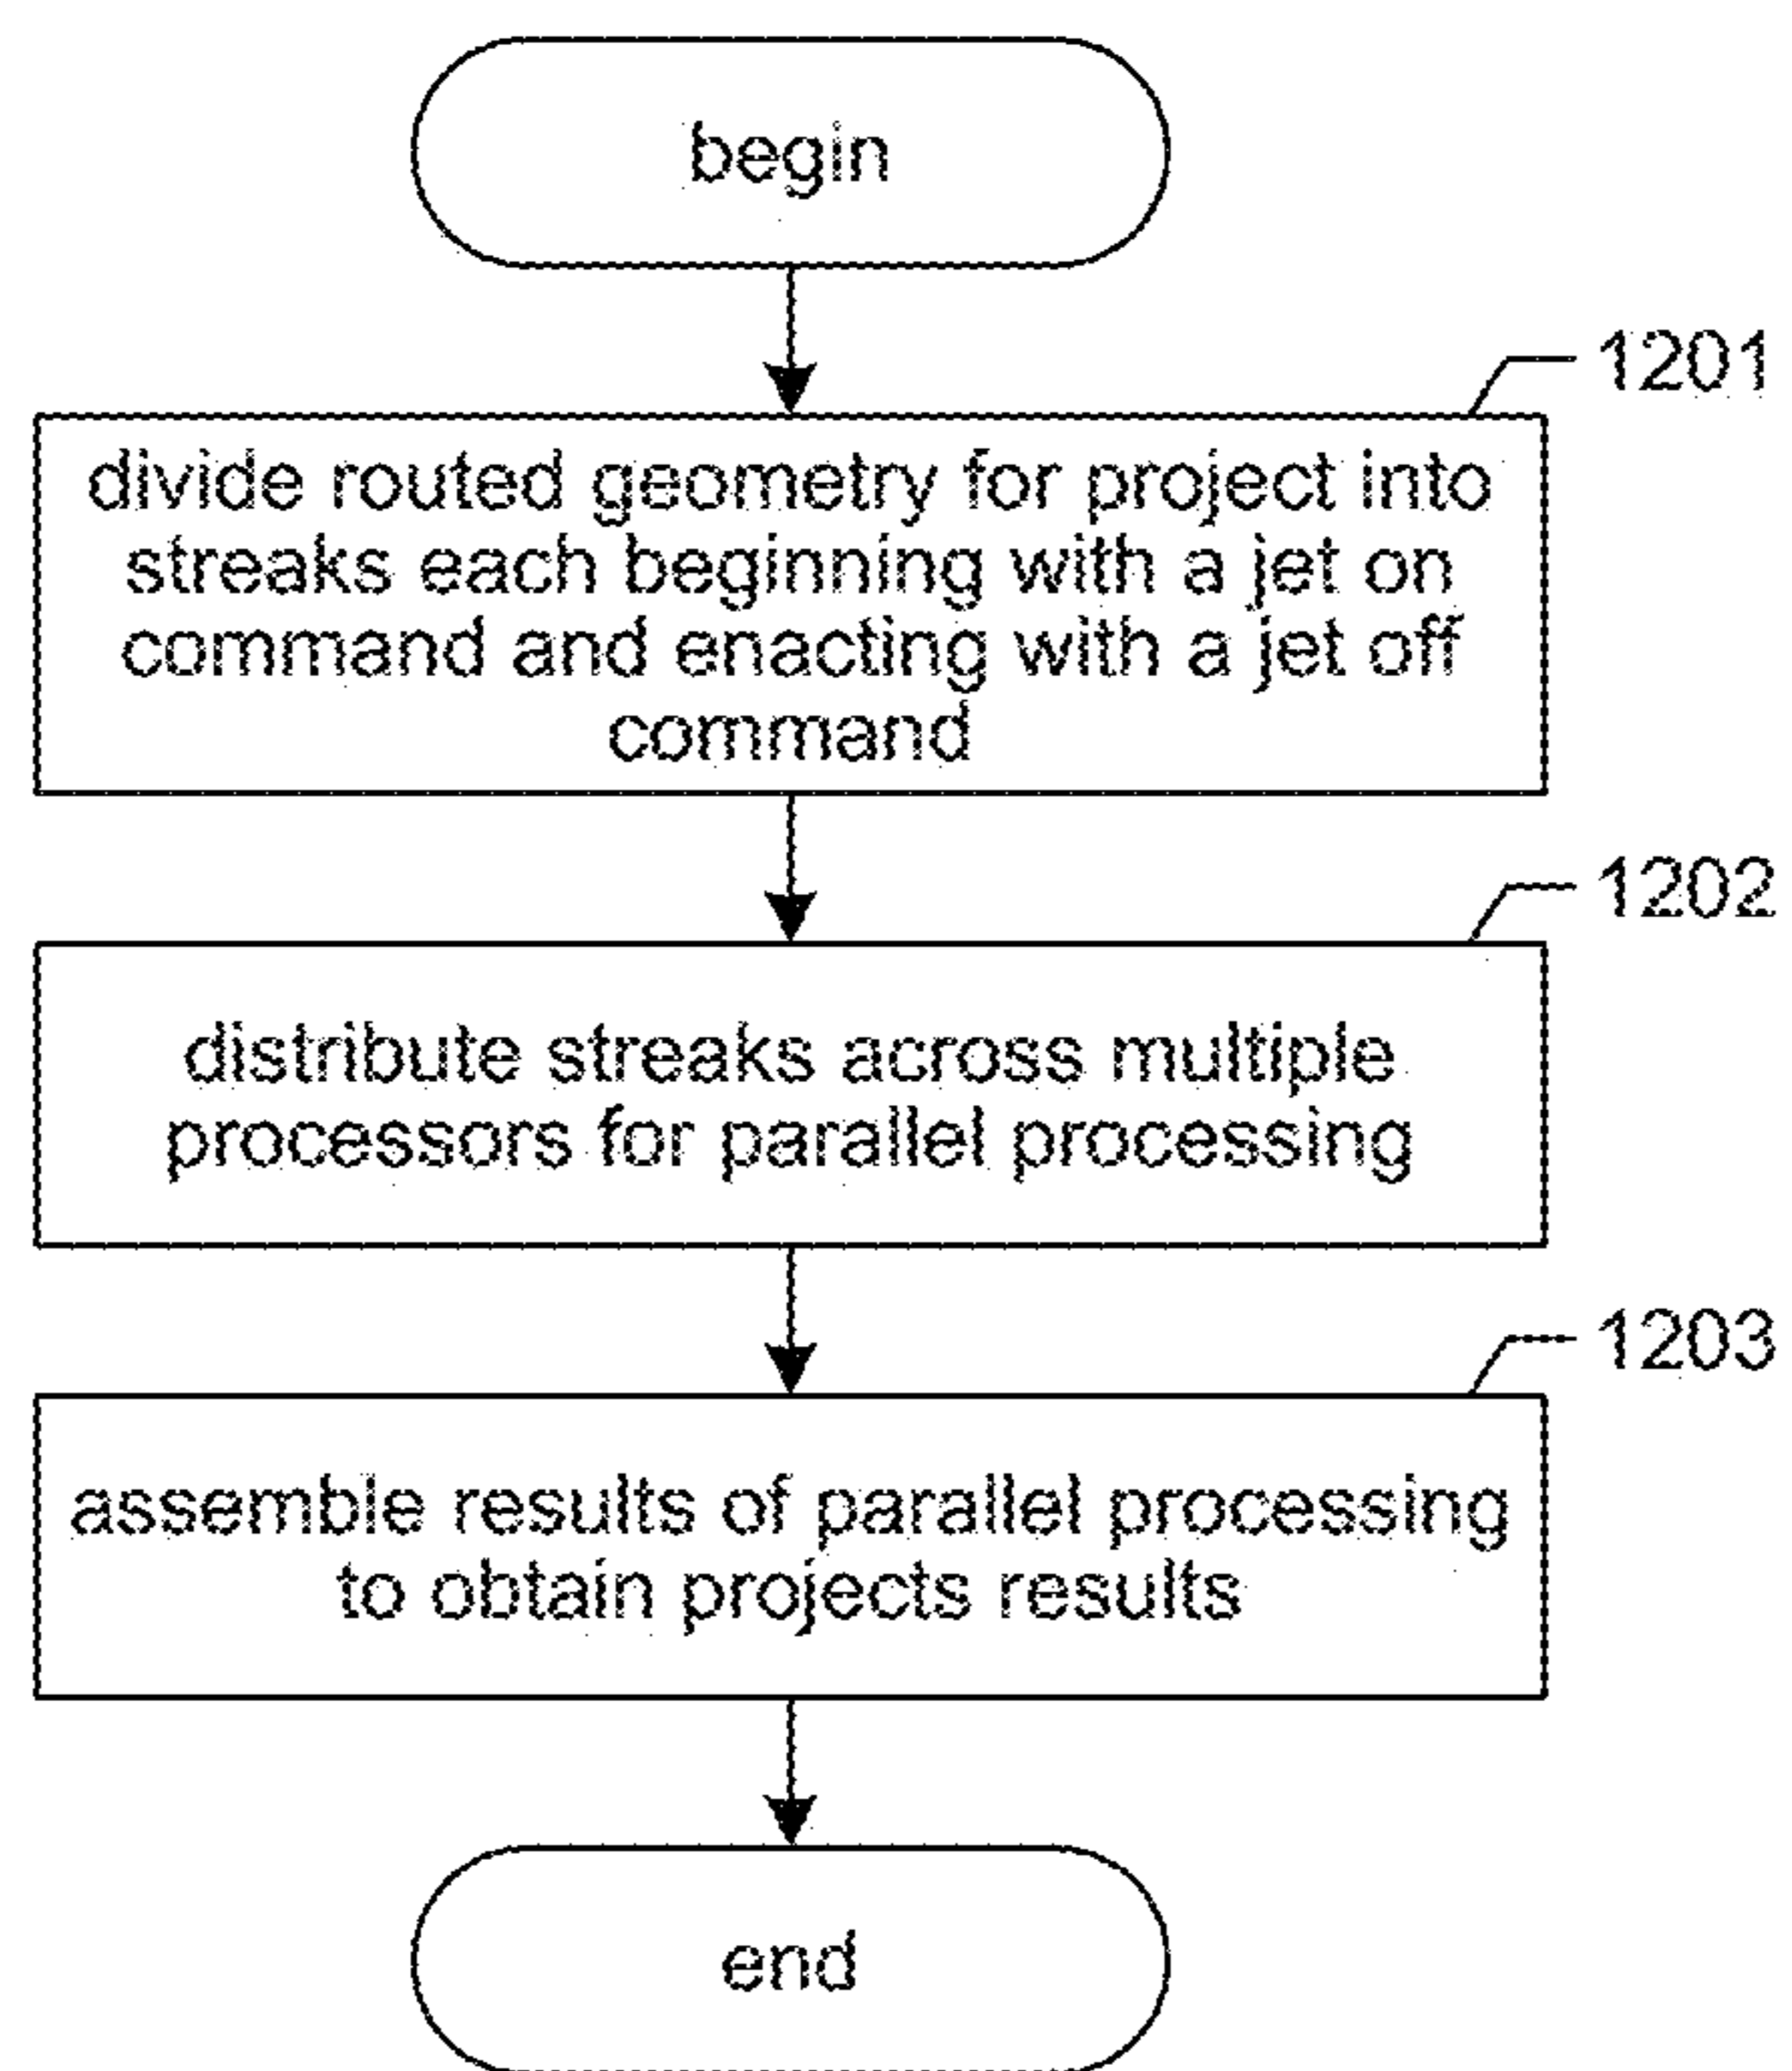 begin
1201
divide routed geometry for project into
streaks each beginning with a jet on
command and enacting with a jet off
command
1202
distribute streaks across multiple
processors for parallel processing
1203
assemble results of parallel processing
to obtain projects results
end